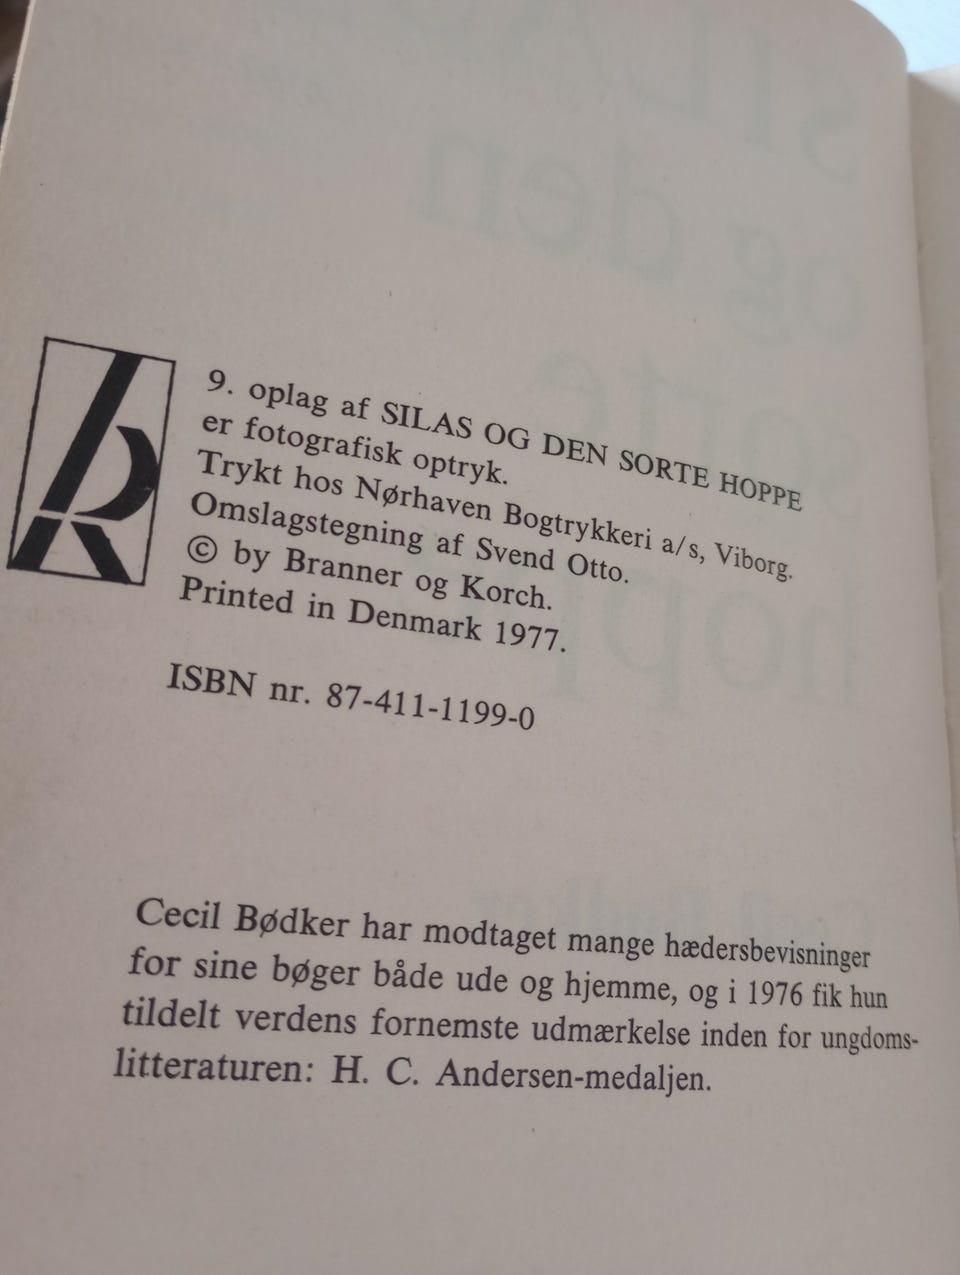 9. oplag af SILAS OG DEN SORTE HOPPE
er fotografisk optryk.
Trykt hos Nørhaven Bogtrykkeri a/s, Viborg.
Omslagstegning af Svend Otto.
© by Branner og Korch.
Printed in Denmark 1977.
ISBN nr. 87-411-1199-0
Cecil Bødker har modtaget mange hædersbevisninger
for sine bøger både ude og hjemme, og i 1976 fik hun
tildelt verdens fornemste udmærkelse inden for ungdoms-
litteraturen: H. C. Andersen-medaljen.